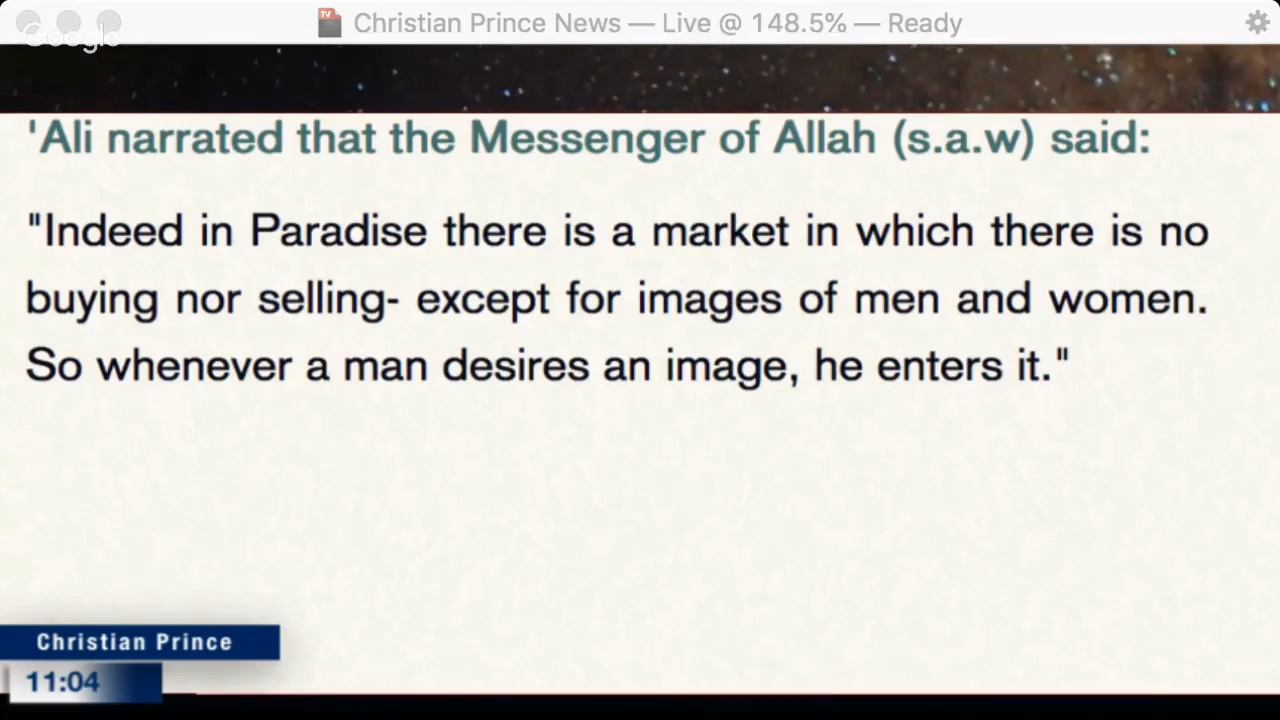 Christian Prince News — Live @ 148.5% — Ready
Google
'Ali narrated that the Messenger of Allah (s.a.w) said:
"Indeed in Paradise there is a market in which there is no
buying nor selling- except for images of men and women.
So whenever a man desires an image, he enters it."
Christian Prince
11:04